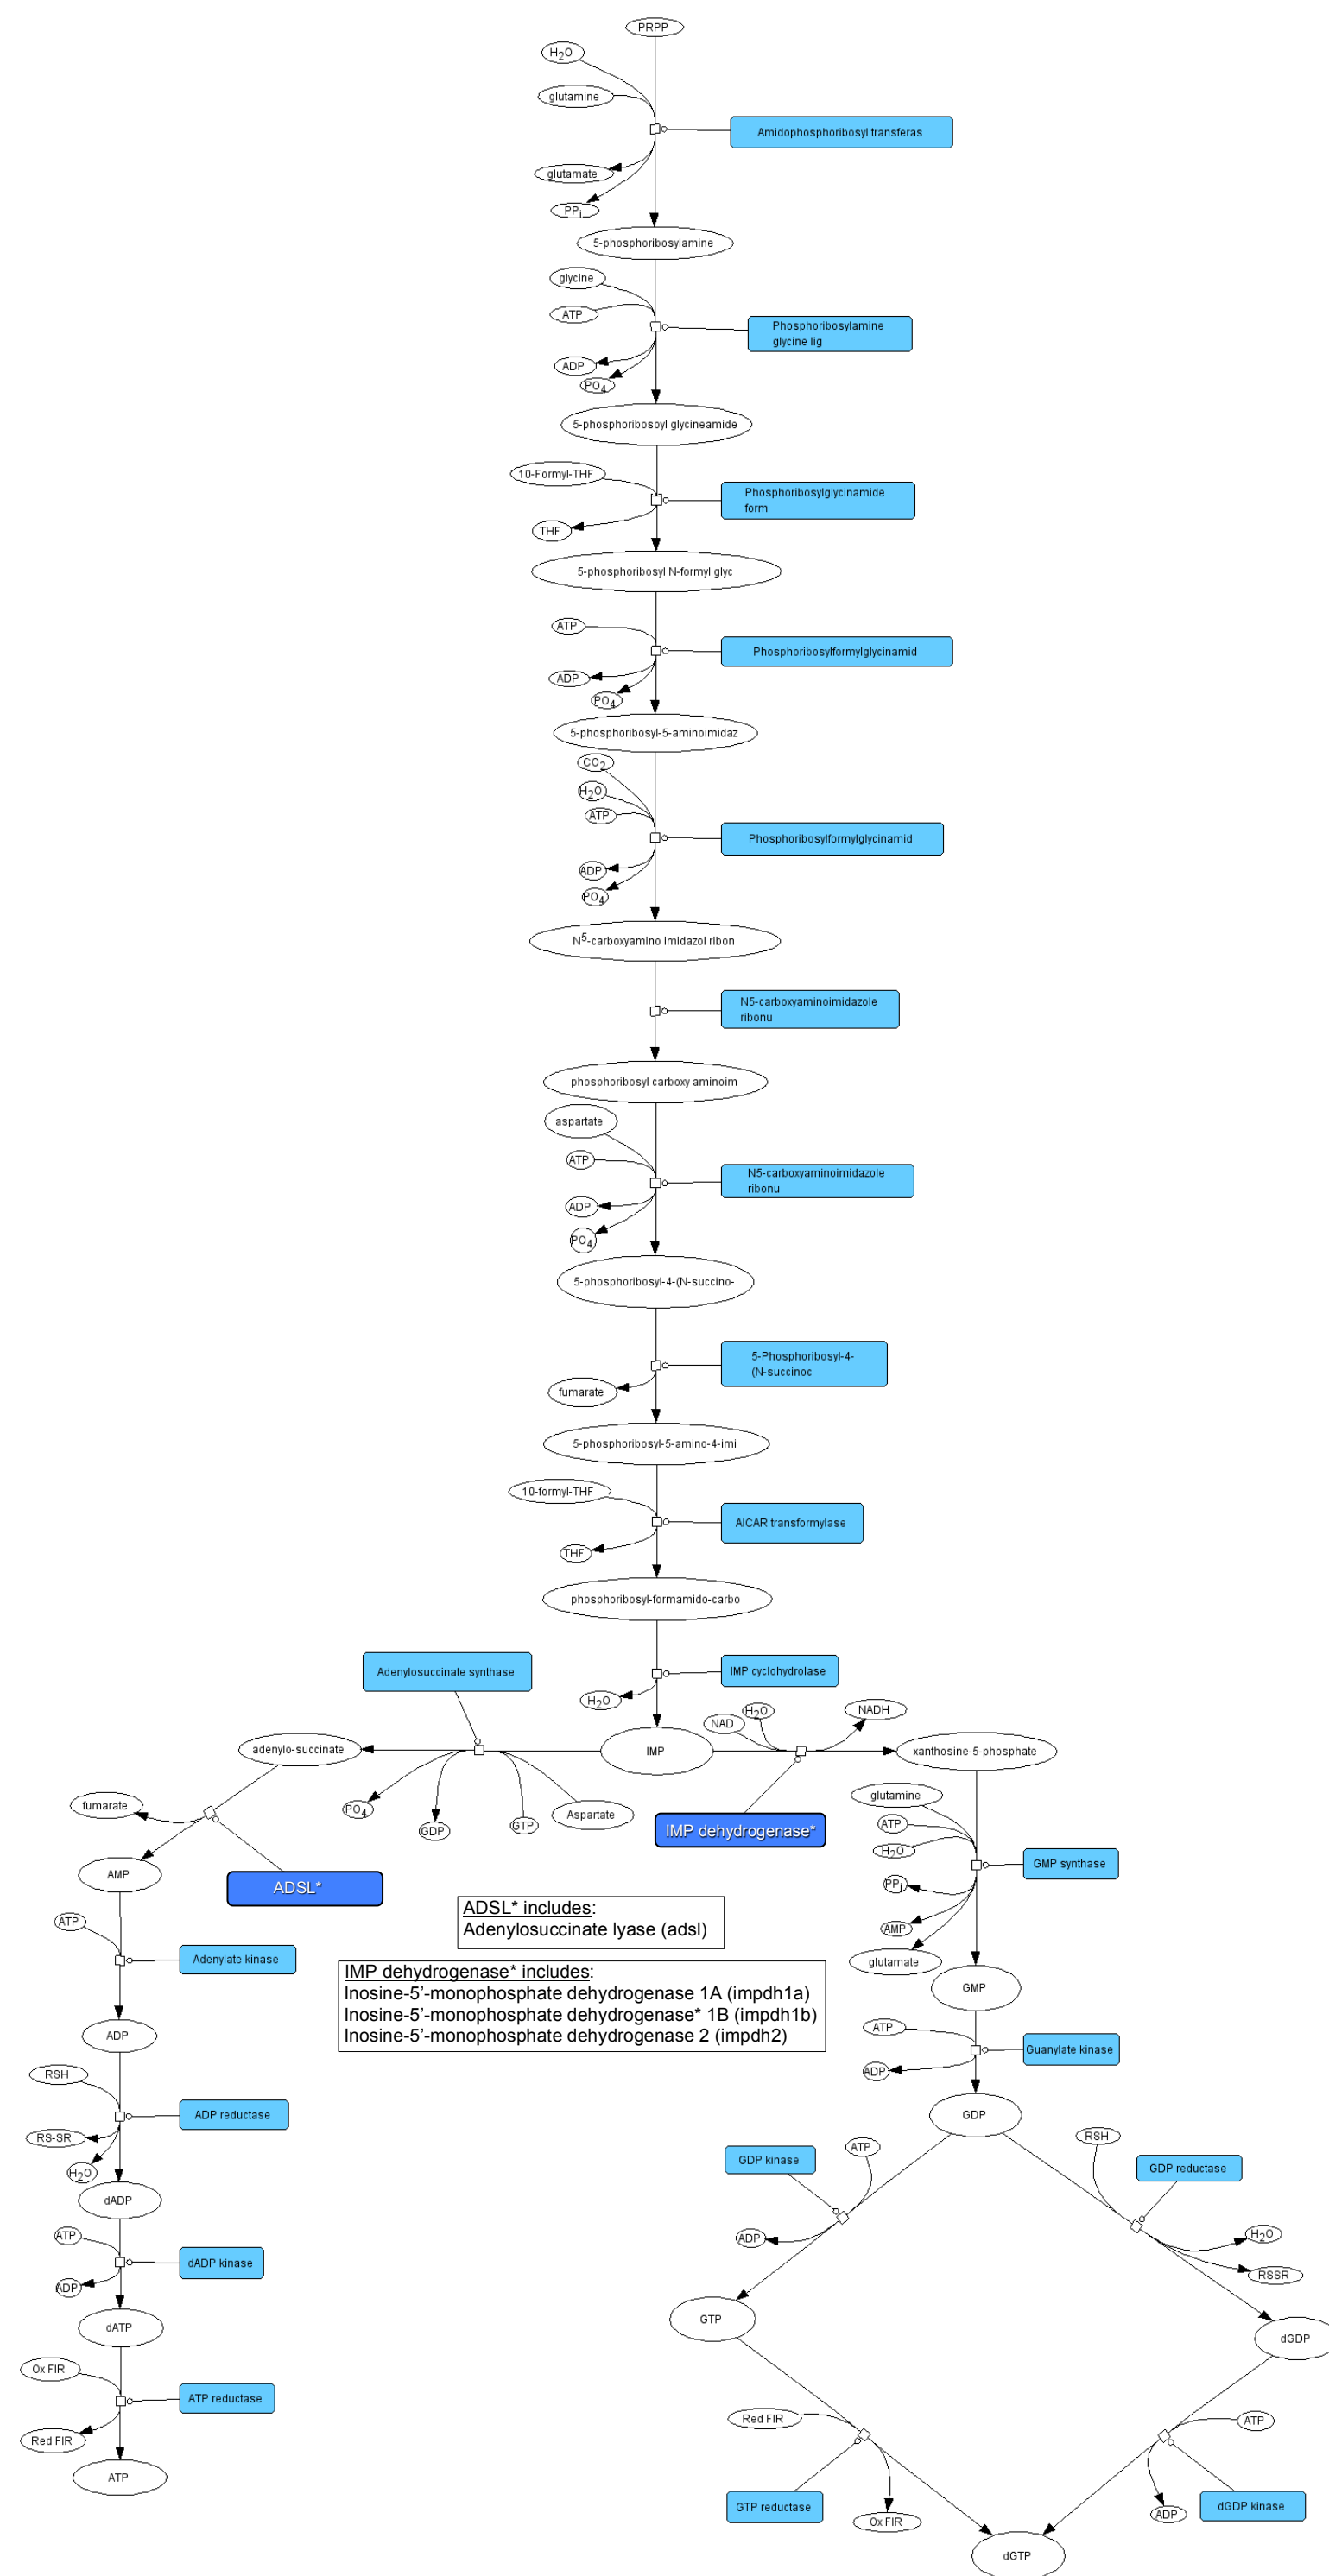 PRPP
H2O
glutamine
Amidophosphoribosyl transferas
glutamate
PPi
5-phosphoribosylamine
glycine
ATP
Phosphoribosylamine
glycine lig
ADP
PO4
5-phosphoribosoyl glycineamide
10-Formyl-THF
Phosphoribosylglycinamide
form
THF
5-phosphoribosyl N-formyl glyc
ATP
Phosphoribosylformylglycinamid
ADP
PO4
5-phosphoribosyl-5-aminoimidaz
CO2
H2O
ATP
Phosphoribosylformylglycinamid
ADP
PO4
N5-carboxyamino imidazol ribon
N5-carboxyaminoimidazole
ribonu
phosphoribosyl carboxy aminoim
aspartate
ATP
N5-carboxyaminoimidazole
ribonu
ADP
PO4
5-phosphoribosyl-4-(N-succino-
5-Phosphoribosyl-4-
(N-succinoc
fumarate
5-phosphoribosyl-5-amino-4-imi
10-formyl-THF
AICAR transformylase
THF
phosphoribosyl-formamido-carbo
Adenylosuccinate synthase
IMP cyclohydrolase
H2O
H2O
NADH
NAD
adenylo-succinate
IMP
xanthosine-5-phosphate
fumarate
PO4
GDP
GTP
Aspartate
IMP dehydrogenase*
glutamine
ATP
H2O
GMP synthase
PPi
AMP
glutamate
AMP
ADSL*
ADSL* includes:
Adenylosuccinate lyase (adsl)
ATP
Adenylate kinase
IMP dehydrogenase* includes:
Inosine-5’-monophosphate dehydrogenase 1A (impdh1a)
Inosine-5’-monophosphate dehydrogenase* 1B (impdh1b)
Inosine-5’-monophosphate dehydrogenase 2 (impdh2)
GMP
ATP
Guanylate kinase
ADP
ADP
RSH
ADP reductase
RS-SR
H2O
dADP
ATP
dADP kinase
ADP
dATP
Ox FIR
ATP reductase
Red FIR
ATP
GDP
GDP kinase
ATP
RSH
GDP reductase
ADP
H2O
RSSR
GTP
dGDP
Red FIR
ATP
GTP reductase
Ox FIR
ADP
dGDP kinase
dGTP